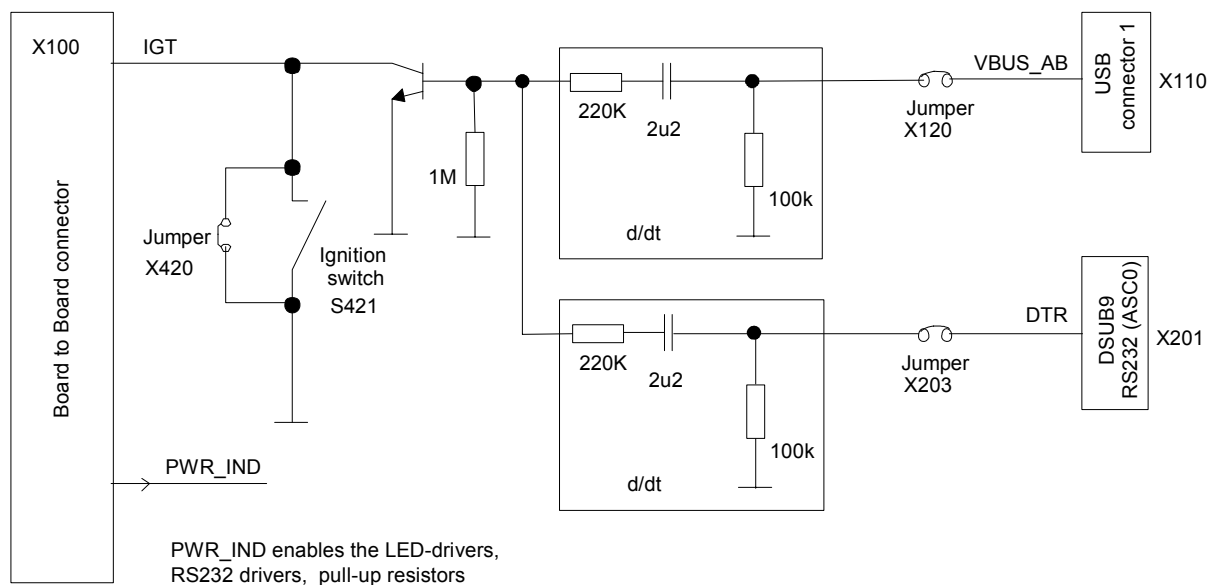 X100
IGT
Board to Board connector
Jumper
X420
Ignition
switch
S421
1M
220K
2u2
100k
d/dt
Jumper
X120
VBUS_AB
USB
connector 1
X110
220K
2u2
100k
d/dt
Jumper
X203
DTR
DSUB9
RS232 (ASC0)
X201
PWR_IND
PWR_IND enables the LED-drivers,
RS232 drivers, pull-up resistors